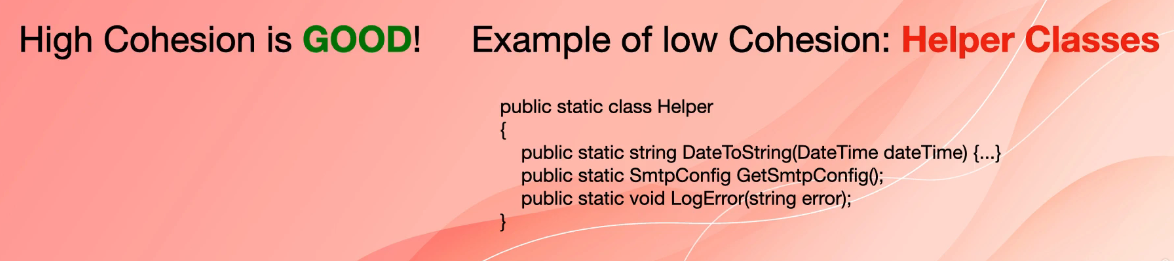 High Cohesion is GOOD!
Example of low Cohesion: Helper Classes
public static class Helper
{
public static string DateToString(DateTime dateTime) {...}
public static SmtpConfig GetSmtpConfig();
public static void LogError(string error);
}